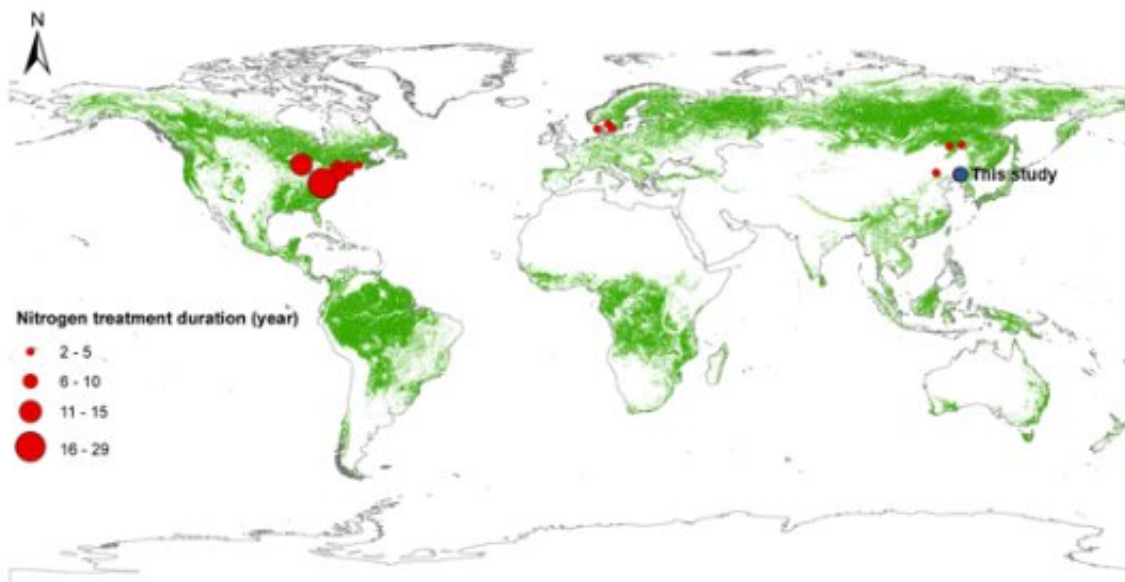 N
This study
Nitrogen treatment duration (year)
2 - 5
6 - 10
11 - 15
16 - 29